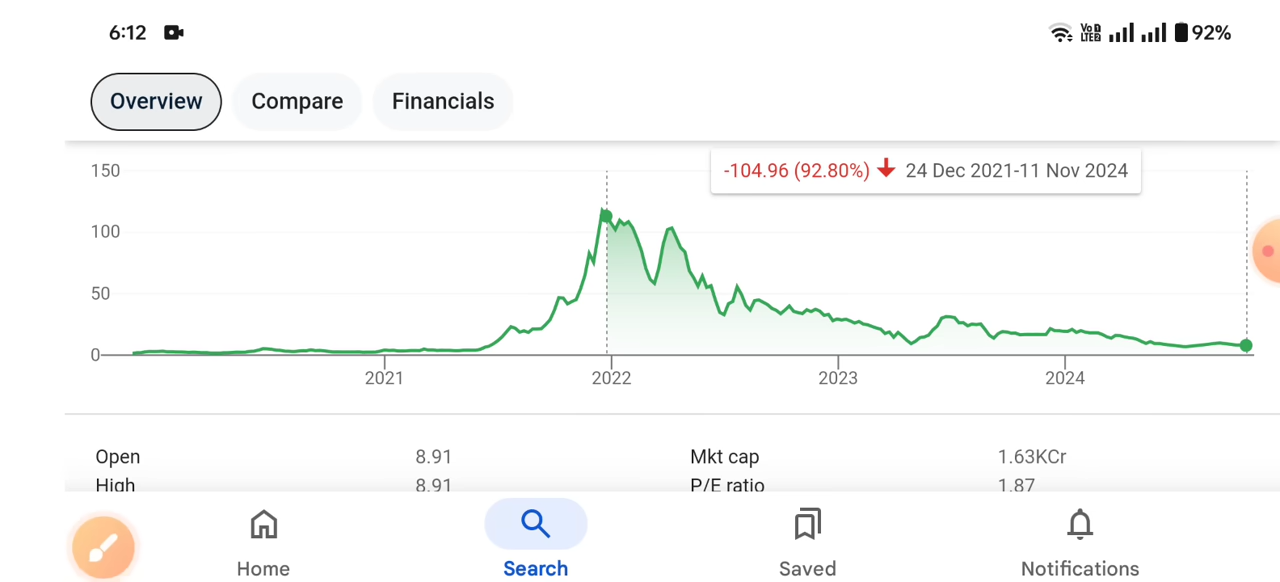 6:12 Vo LTE 92%
Overview Compare Financials
-104.96 (92.80%) 24 Dec 2021-11 Nov 2024
150
100
50
0
2021 2022 2023 2024
Open 8.91 Mkt cap 1.63KCr
High 8.91 P/E ratio 1.87
Home Search Saved Notifications